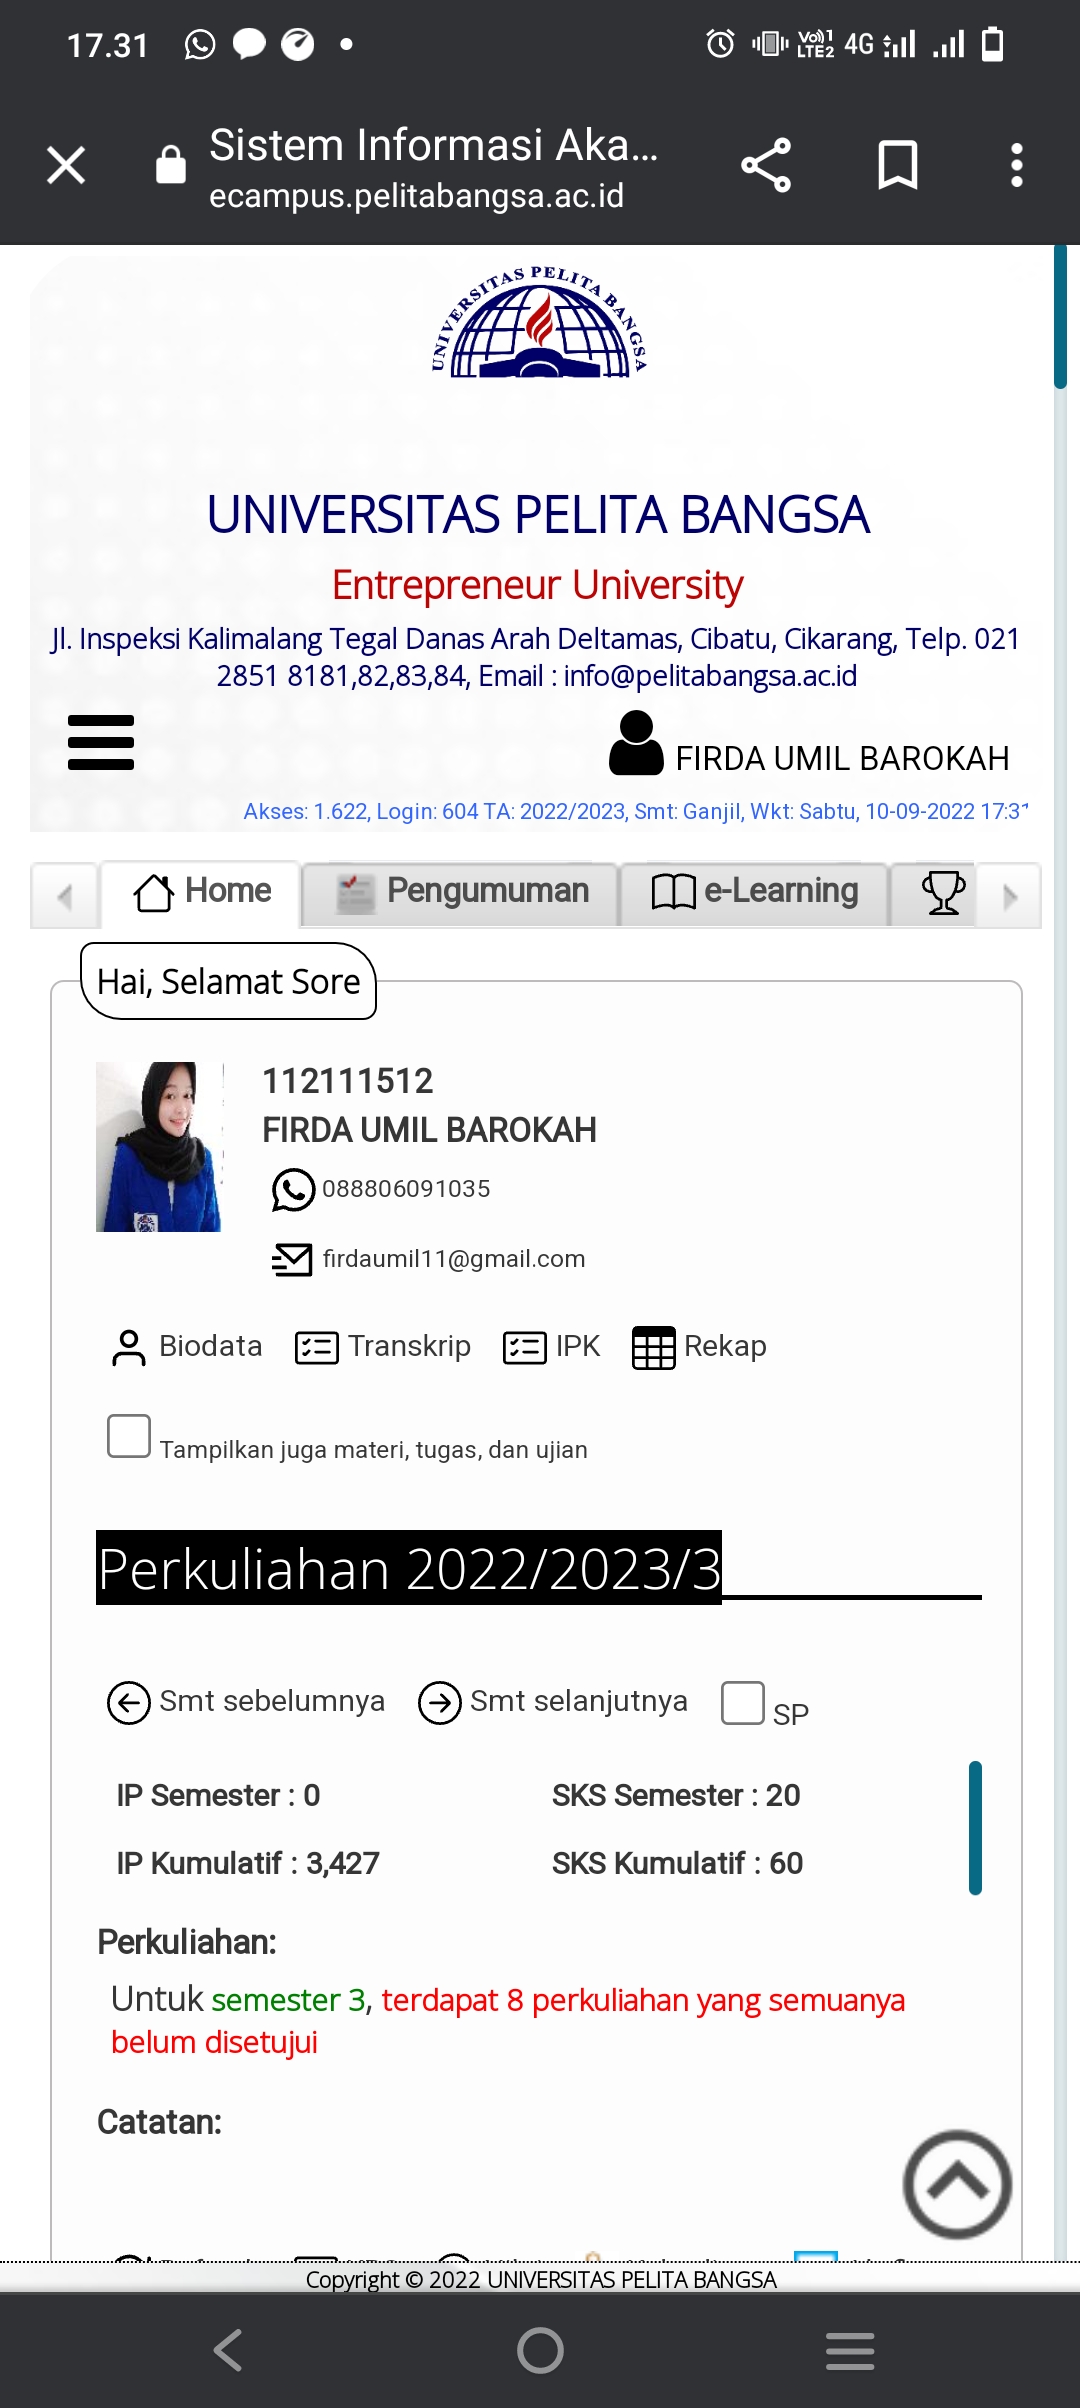 17.31
Vo))1 LTE2 4G
Sistem Informasi Aka...
ecampus.pelitabangsa.ac.id
UNIVERSITAS PELITA BANGSA
UNIVERSITAS PELITA BANGSA
Entrepreneur University
Jl. Inspeksi Kalimalang Tegal Danas Arah Deltamas, Cibatu, Cikarang, Telp. 021
2851 8181,82,83,84, Email : info@pelitabangsa.ac.id
FIRDA UMIL BAROKAH
Akses: 1.622, Login: 604 TA: 2022/2023, Smt: Ganjil, Wkt: Sabtu, 10-09-2022 17:31
Home Pengumuman e-Learning
Hai, Selamat Sore
112111512
FIRDA UMIL BAROKAH
088806091035
firdaumil11@gmail.com
Biodata Transkrip IPK Rekap
Tampilkan juga materi, tugas, dan ujian
Perkuliahan 2022/2023/3
Smt sebelumnya Smt selanjutnya SP
IP Semester : 0 SKS Semester : 20
IP Kumulatif : 3,427 SKS Kumulatif : 60
Perkuliahan:
Untuk semester 3, terdapat 8 perkuliahan yang semuanya
belum disetujui
Catatan:
Copyright © 2022 UNIVERSITAS PELITA BANGSA